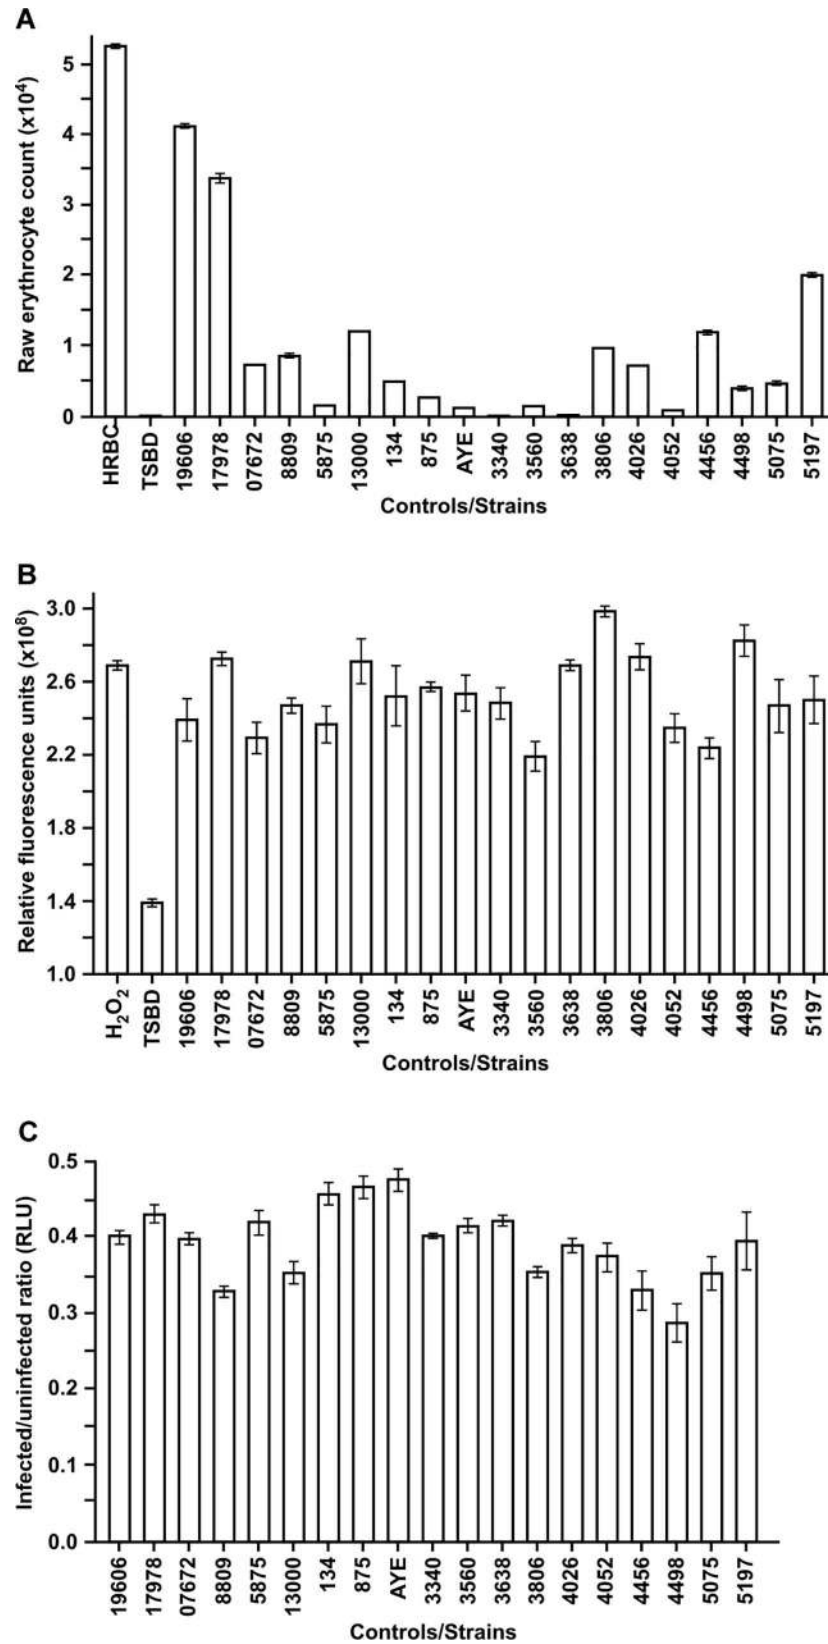 A
Raw erythrocyte count (x10⁴)
5
4
3
2
1
0
HRBC TSBD 19606 17978 07672 8809 5875 13000 134 875 AYE 3340 3560 3638 3806 4026 4052 4456 4498 5075 5197
Controls/Strains
B
Relative fluorescence units (x10⁸)
3.0
2.6
2.2
1.8
1.4
1.0
H₂O₂ TSBD 19606 17978 07672 8809 5875 13000 134 875 AYE 3340 3560 3638 3806 4026 4052 4456 4498 5075 5197
Controls/Strains
C
Infected/uninfected ratio (RLU)
0.5
0.4
0.3
0.2
0.1
0.0
19606 17978 07672 8809 5875 13000 134 875 AYE 3340 3560 3638 3806 4026 4052 4456 4498 5075 5197
Controls/Strains